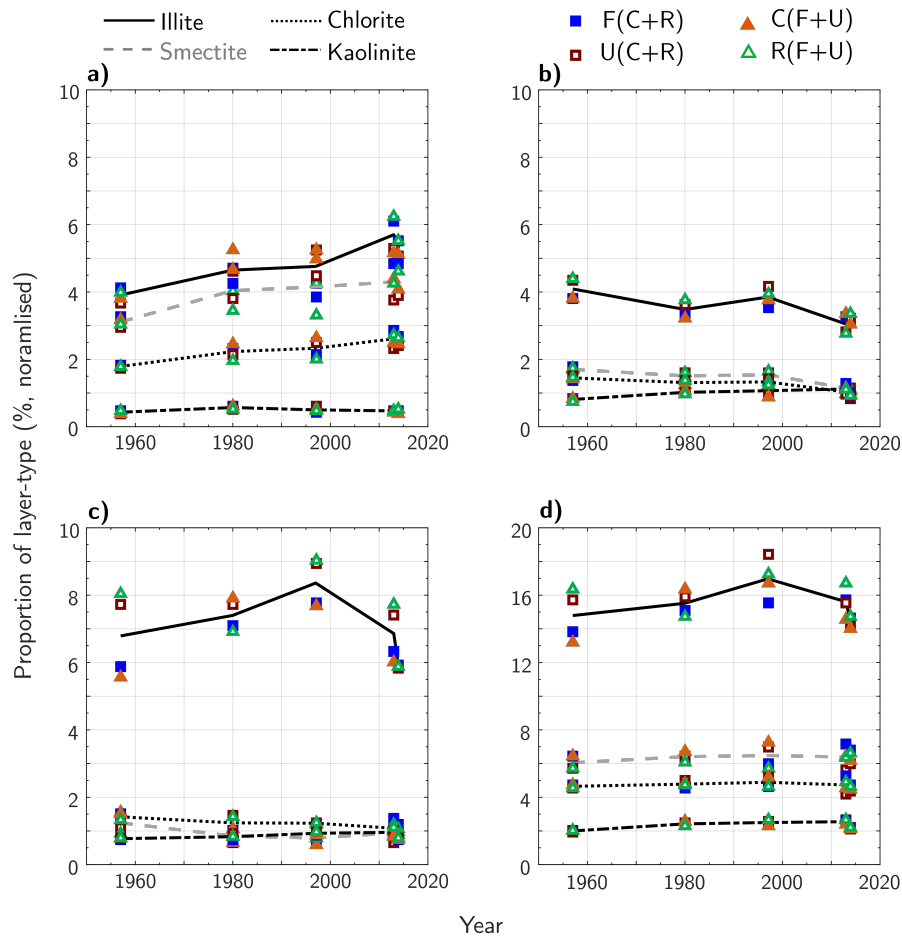 Illite Chlorite F(C+R) C(F+U)
Smectite Kaolinite U(C+R) R(F+U)
a) b)
10 10
8 8
6 6
4 4
2 2
0 0
1960 1980 2000 2020 1960 1980 2000 2020
Proportion of layer-type (%, noramlised)
c) d)
10 20
8 16
6 12
4 8
2 4
0 0
1960 1980 2000 2020 1960 1980 2000 2020
Year